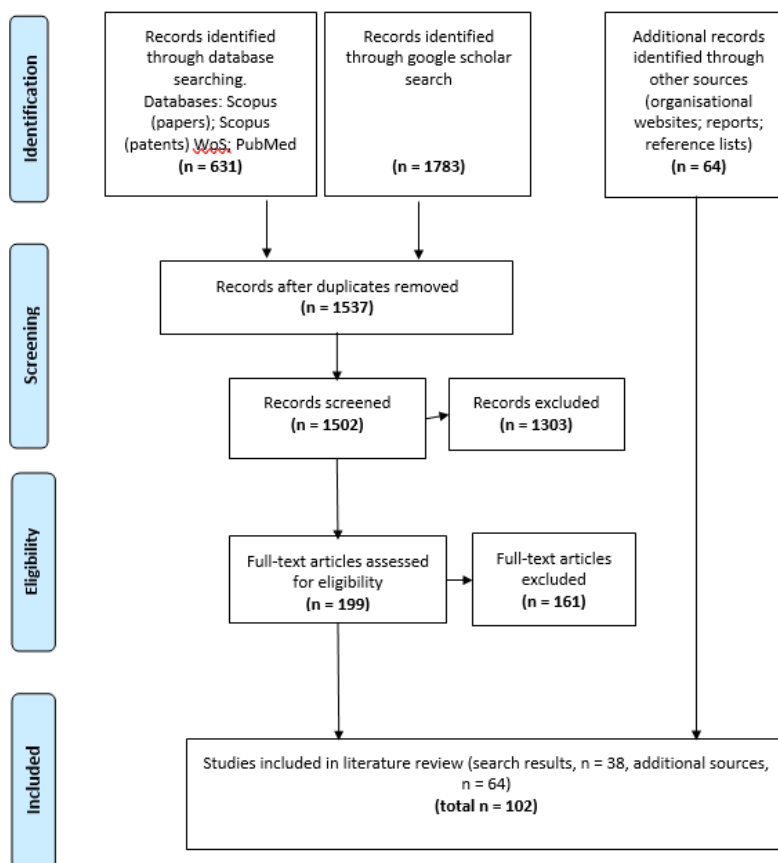 Identification
Records identified
through database
searching.
Databases: Scopus
(papers); Scopus
(patents) WoS; PubMed
(n = 631)
Records identified
through google scholar
search
(n = 1783)
Additional records
identified through
other sources
(organisational
websites; reports;
reference lists)
(n = 64)
Screening
Records after duplicates removed
(n = 1537)
Records screened
(n = 1502)
Records excluded
(n = 1303)
Eligibility
Full-text articles assessed
for eligibility
(n = 199)
Full-text articles
excluded
(n = 161)
Included
Studies included in literature review (search results, n = 38, additional sources,
n = 64)
(total n = 102)